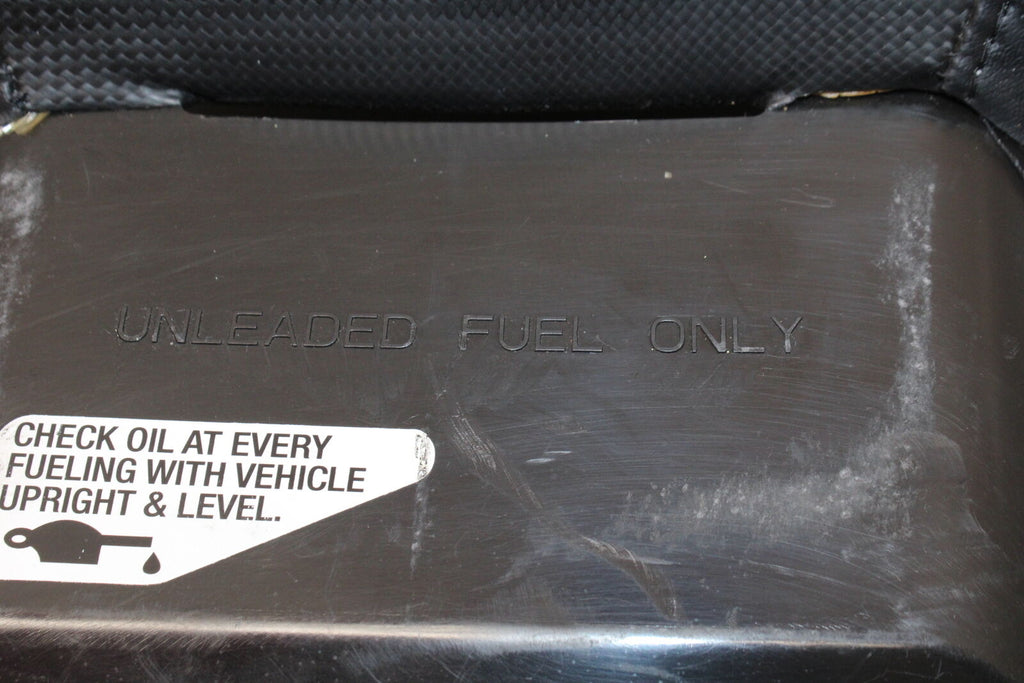 UNLEADED FUEL ONLY
CHECK OIL AT EVERY
FUELING WITH VEHICLE
UPRIGHT & LEVEL.